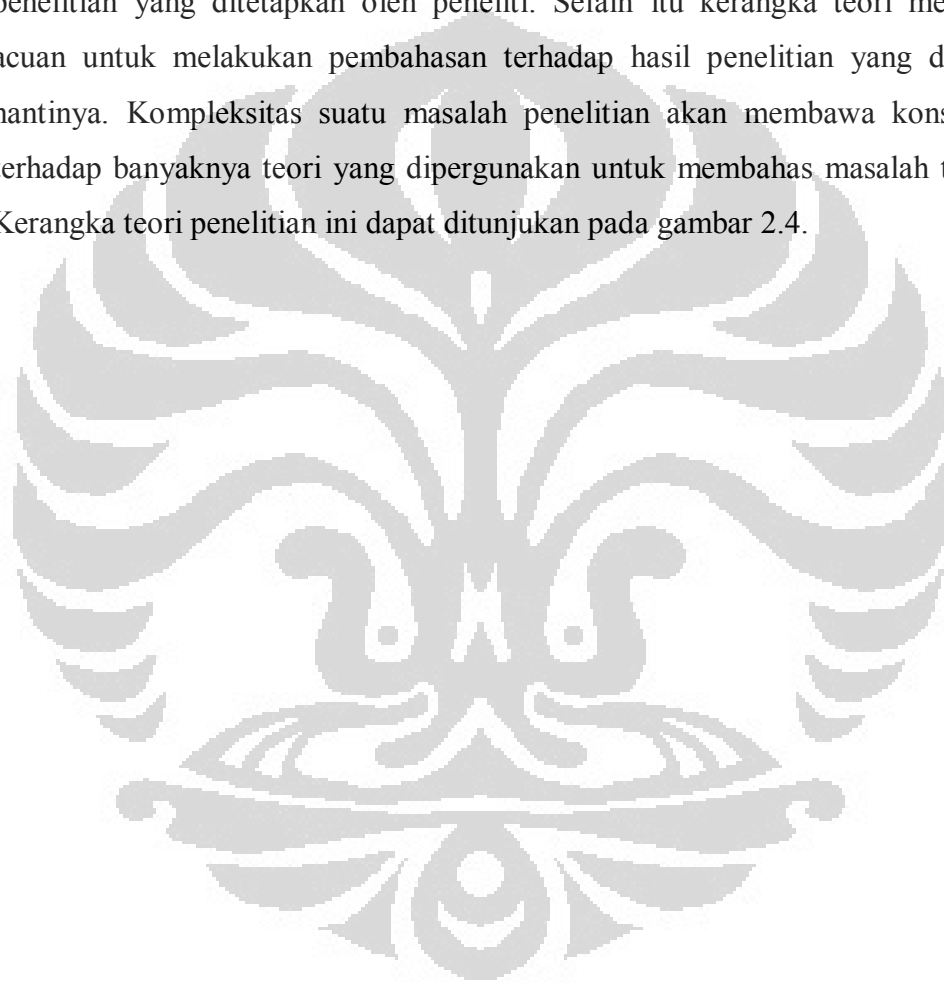 penelitian yang ditetapkan oleh peneliti. Selain itu kerangka teori me
acuan untuk melakukan pembahasan terhadap hasil penelitian yang d
nantinya. Kompleksitas suatu masalah penelitian akan membawa kons
terhadap banyaknya teori yang dipergunakan untuk membahas masalah t
Kerangka teori penelitian ini dapat ditunjukan pada gambar 2.4.